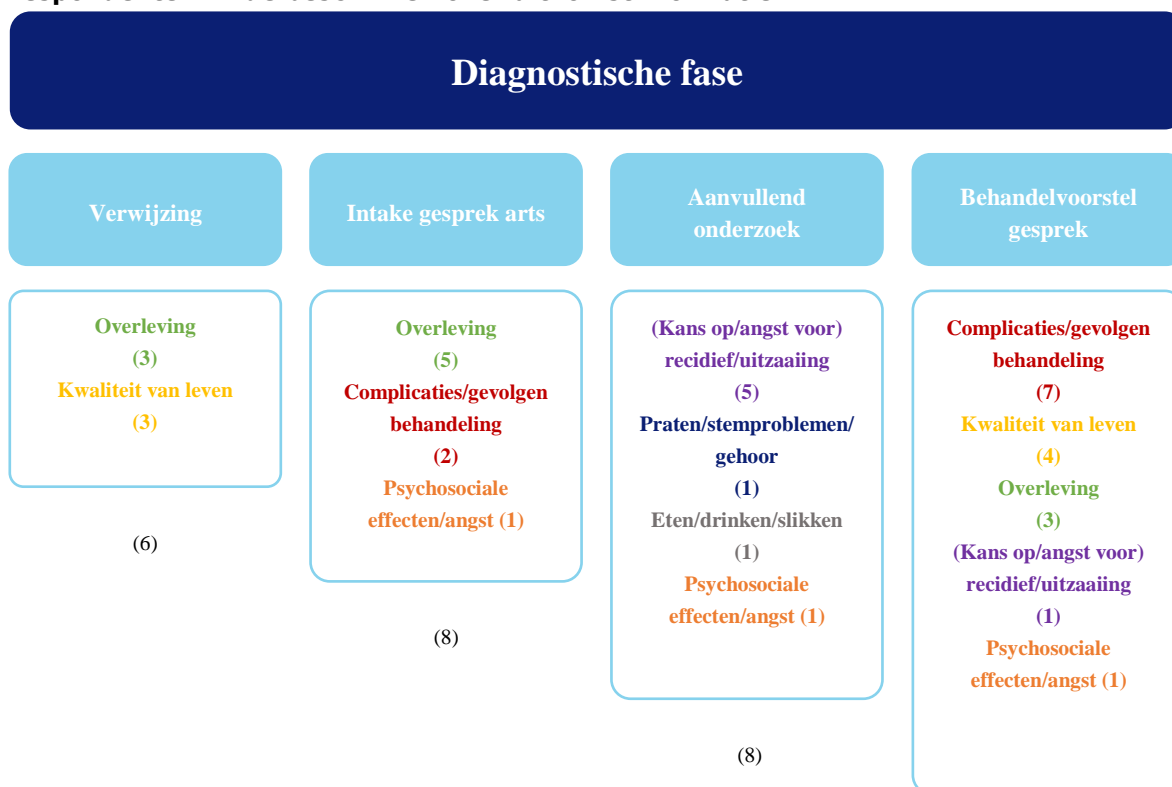 Diagnostische fase
Verwijzing
Overleving
(3)
Kwaliteit van leven
(3)
(6)
Intake gesprek arts
Overleving
(5)
Complicaties/gevolgen
behandeling
(2)
Psychosociale
effecten/angst (1)
(8)
Aanvullend
onderzoek
(Kans op/angst voor)
recidief/uitzaaiing
(5)
Praten/stemproblemen/
gehoor
(1)
Eten/drinken/slikken
(1)
Psychosociale
effecten/angst (1)
(8)
Behandelvoorstel
gesprek
Complicaties/gevolgen
behandeling
(7)
Kwaliteit van leven
(4)
Overleving
(3)
(Kans op/angst voor)
recidief/uitzaaiing
(1)
Psychosociale
effecten/angst (1)